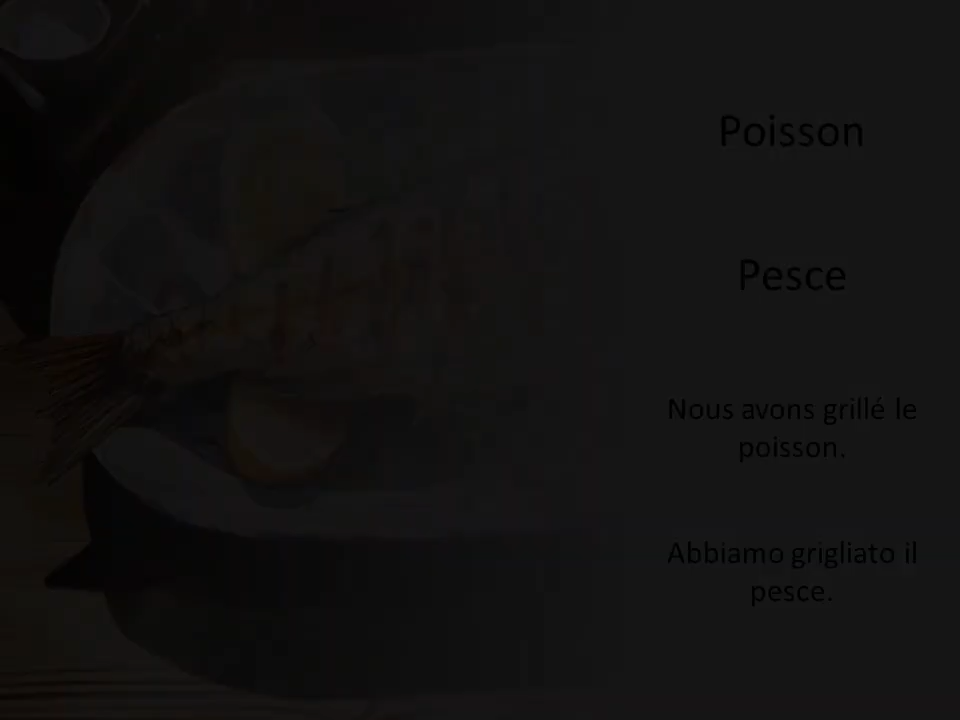 Poisson
Pesce
Nous avons grillé le
poisson.
Abbiamo grigliato il
pesce.